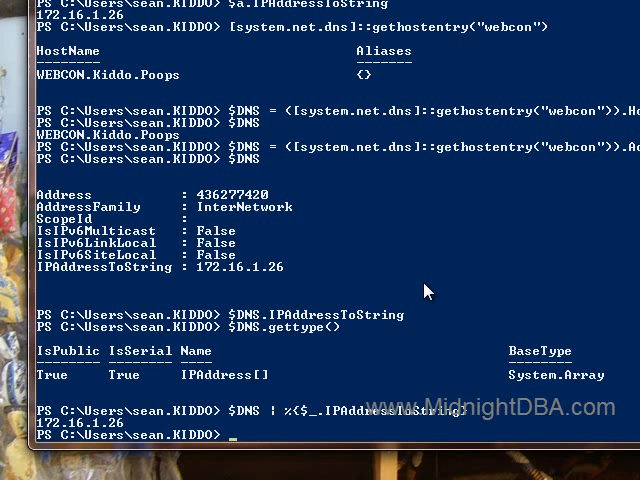 PS C:\Users\sean.KIDDO> $a.IPAddressToString
172.16.1.26
PS C:\Users\sean.KIDDO> [system.net.dns]::gethostentry("webcon")
HostName Aliases
-------- -------
WEBCON.Kiddo.Poops {}
PS C:\Users\sean.KIDDO> $DNS = ([system.net.dns]::gethostentry("webcon")).Ho
PS C:\Users\sean.KIDDO> $DNS
WEBCON.Kiddo.Poops
PS C:\Users\sean.KIDDO> $DNS = ([system.net.dns]::gethostentry("webcon")).Ad
PS C:\Users\sean.KIDDO> $DNS
Address : 436277420
AddressFamily : InterNetwork
ScopeId :
IsIPv6Multicast : False
IsIPv6LinkLocal : False
IsIPv6SiteLocal : False
IPAddressToString : 172.16.1.26
PS C:\Users\sean.KIDDO> $DNS.IPAddressToString
PS C:\Users\sean.KIDDO> $DNS.gettype()
IsPublic IsSerial Name BaseType
-------- -------- ---- --------
True True IPAddress[] System.Array
PS C:\Users\sean.KIDDO> $DNS | %{$_.IPAddressToString}
www.MidnightDBA.com
172.16.1.26
PS C:\Users\sean.KIDDO> _